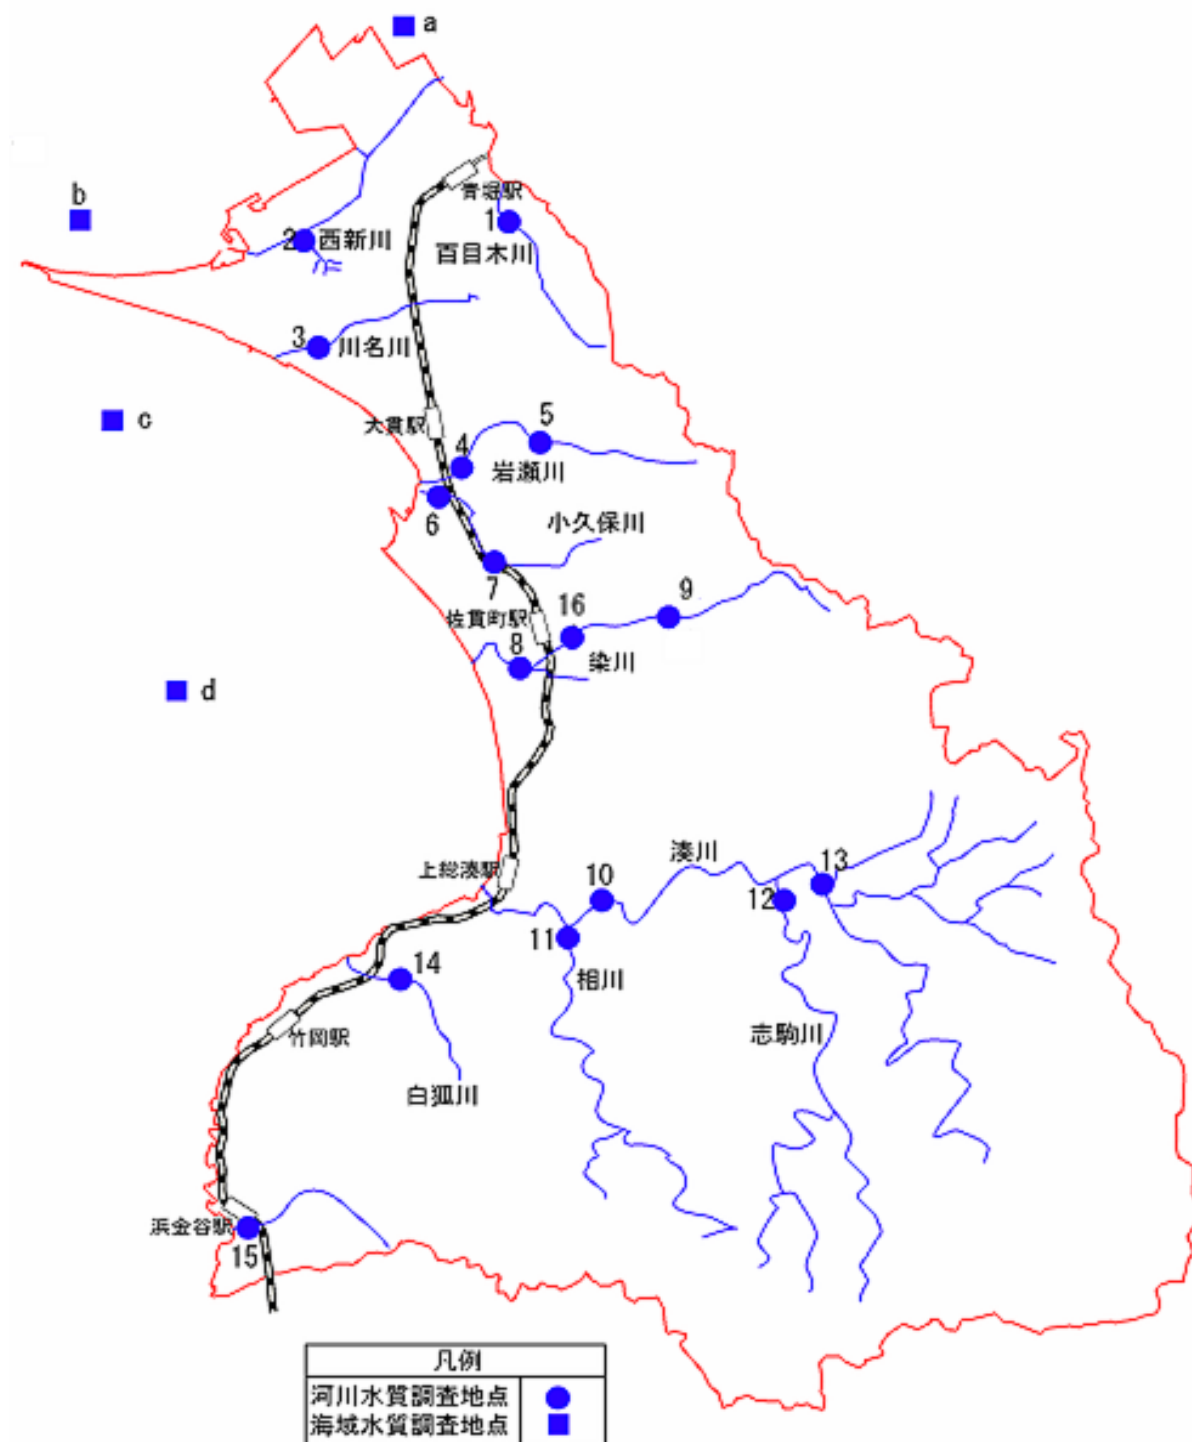 a
b
青堀駅
1
2
西新川
百目木川
3
川名川
c
大貫駅
4
5
岩瀬川
6
小久保川
7
9
佐貫町駅
16
8
染川
d
上総湊駅
湊川
10
13
12
11
14
相川
志駒川
竹岡駅
白狐川
浜金谷駅
15
凡例
河川水質調査地点
海域水質調査地点